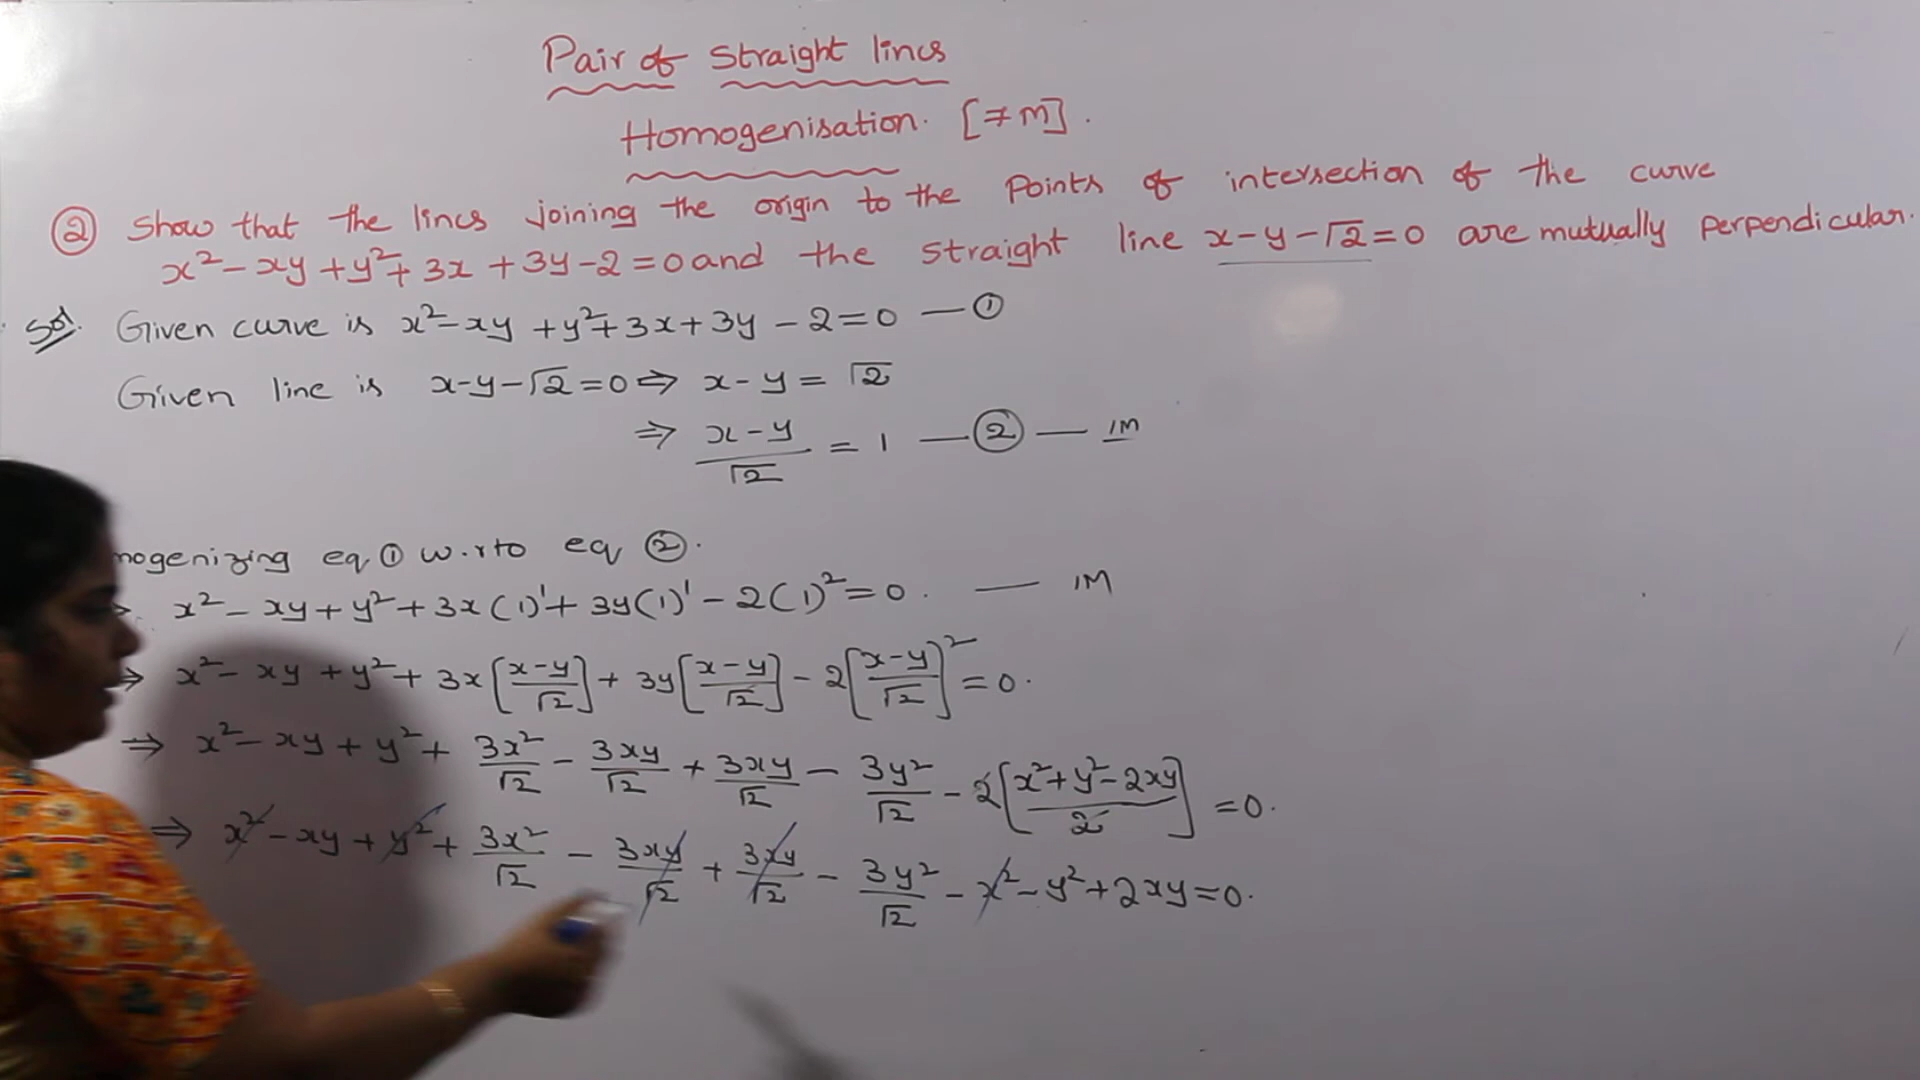 Pair of straight lines
Homogenisation. [7M].
② Show that the lines joining the origin to the points of intersection of the curve
x² - xy + y² + 3x + 3y - 2 = 0 and the straight line x - y - √2 = 0 are mutually perpendicular.
Sol. Given curve is x² - xy + y² + 3x + 3y - 2 = 0 — ①
Given line is x - y - √2 = 0 ⇒ x - y = √2
⇒ (x - y)/√2 = 1 — ② — 1M
mogenizing eq ① w.r to eq ②.
x² - xy + y² + 3x(1)¹ + 3y(1)¹ - 2(1)² = 0. — 1M
⇒ x² - xy + y² + 3x[(x - y)/√2] + 3y[(x - y)/√2] - 2[(x - y)/√2]² = 0.
⇒ x² - xy + y² + 3x²/√2 - 3xy/√2 + 3xy/√2 - 3y²/√2 - 2[(x² + y² - 2xy)/2] = 0.
⇒ x² - xy + y² + 3x²/√2 - 3xy/√2 + 3xy/√2 - 3y²/√2 - x² - y² + 2xy = 0.